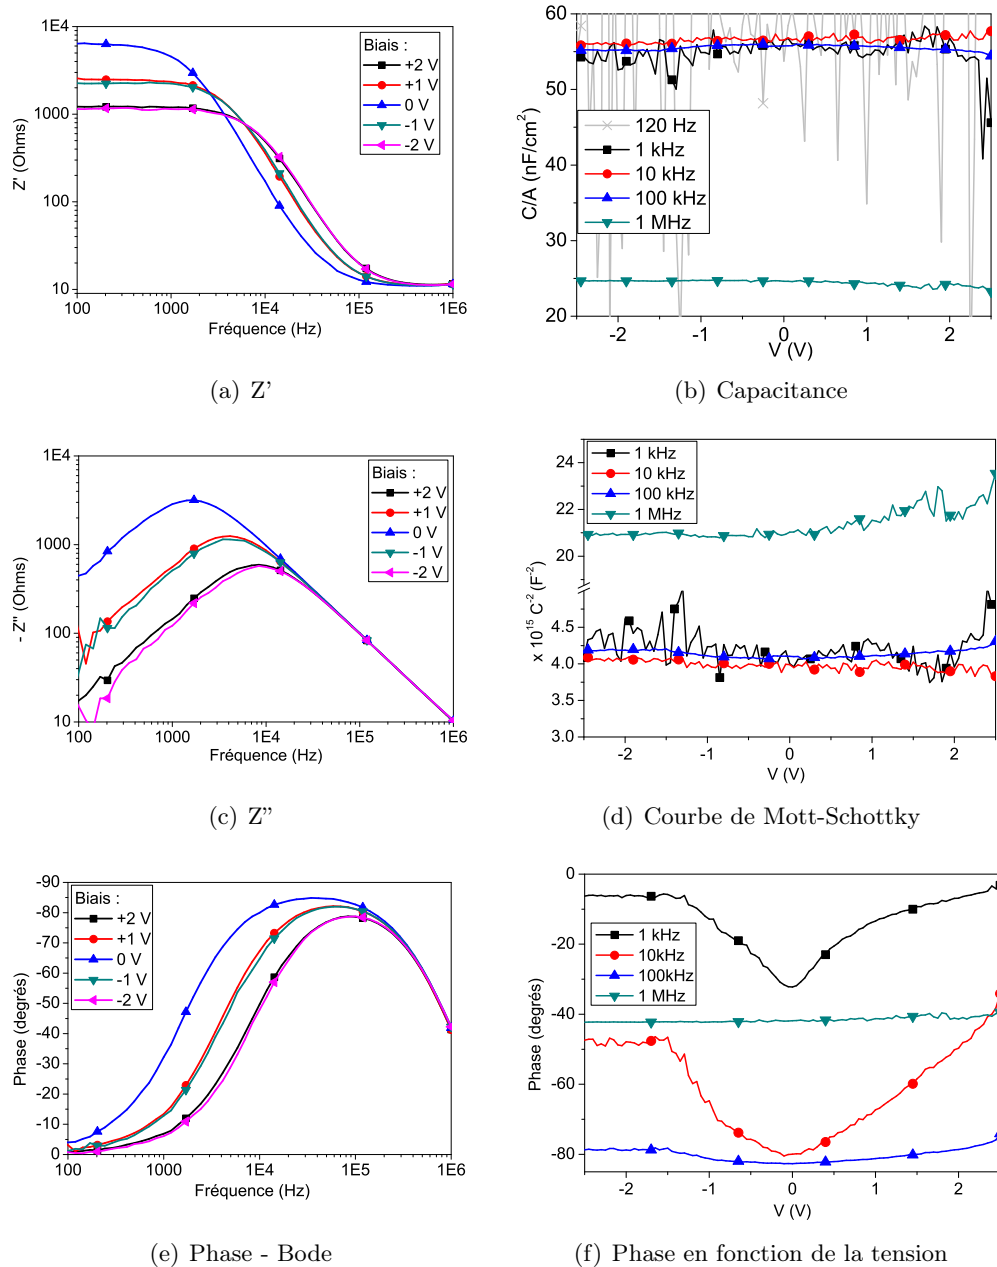 1E4
1000
100
10
Z' (Ohms)
100
1000
1E4
1E5
1E6
Fréquence (Hz)
Biais :
+2 V
+1 V
0 V
-1 V
-2 V
(a) Z'
60
50
40
30
20
C/A (nF/cm²)
-2
-1
0
1
2
V (V)
120 Hz
1 kHz
10 kHz
100 kHz
1 MHz
(b) Capacitance
1E4
1000
100
10
- Z'' (Ohms)
100
1000
1E4
1E5
1E6
Fréquence (Hz)
Biais :
+2 V
+1 V
0 V
-1 V
-2 V
(c) Z”
24
22
20
4.5
4.0
3.5
3.0
x 10¹⁵ C⁻² (F⁻²)
-2
-1
0
1
2
V (V)
1 kHz
10 kHz
100 kHz
1 MHz
(d) Courbe de Mott-Schottky
-90
-80
-70
-60
-50
-40
-30
-20
-10
0
Phase (degrés)
100
1000
1E4
1E5
1E6
Fréquence (Hz)
Biais :
+2 V
+1 V
0 V
-1 V
-2 V
(e) Phase - Bode
0
-20
-40
-60
-80
Phase (degrés)
-2
-1
0
1
2
V (V)
1 kHz
10kHz
100kHz
1 MHz
(f) Phase en fonction de la tension